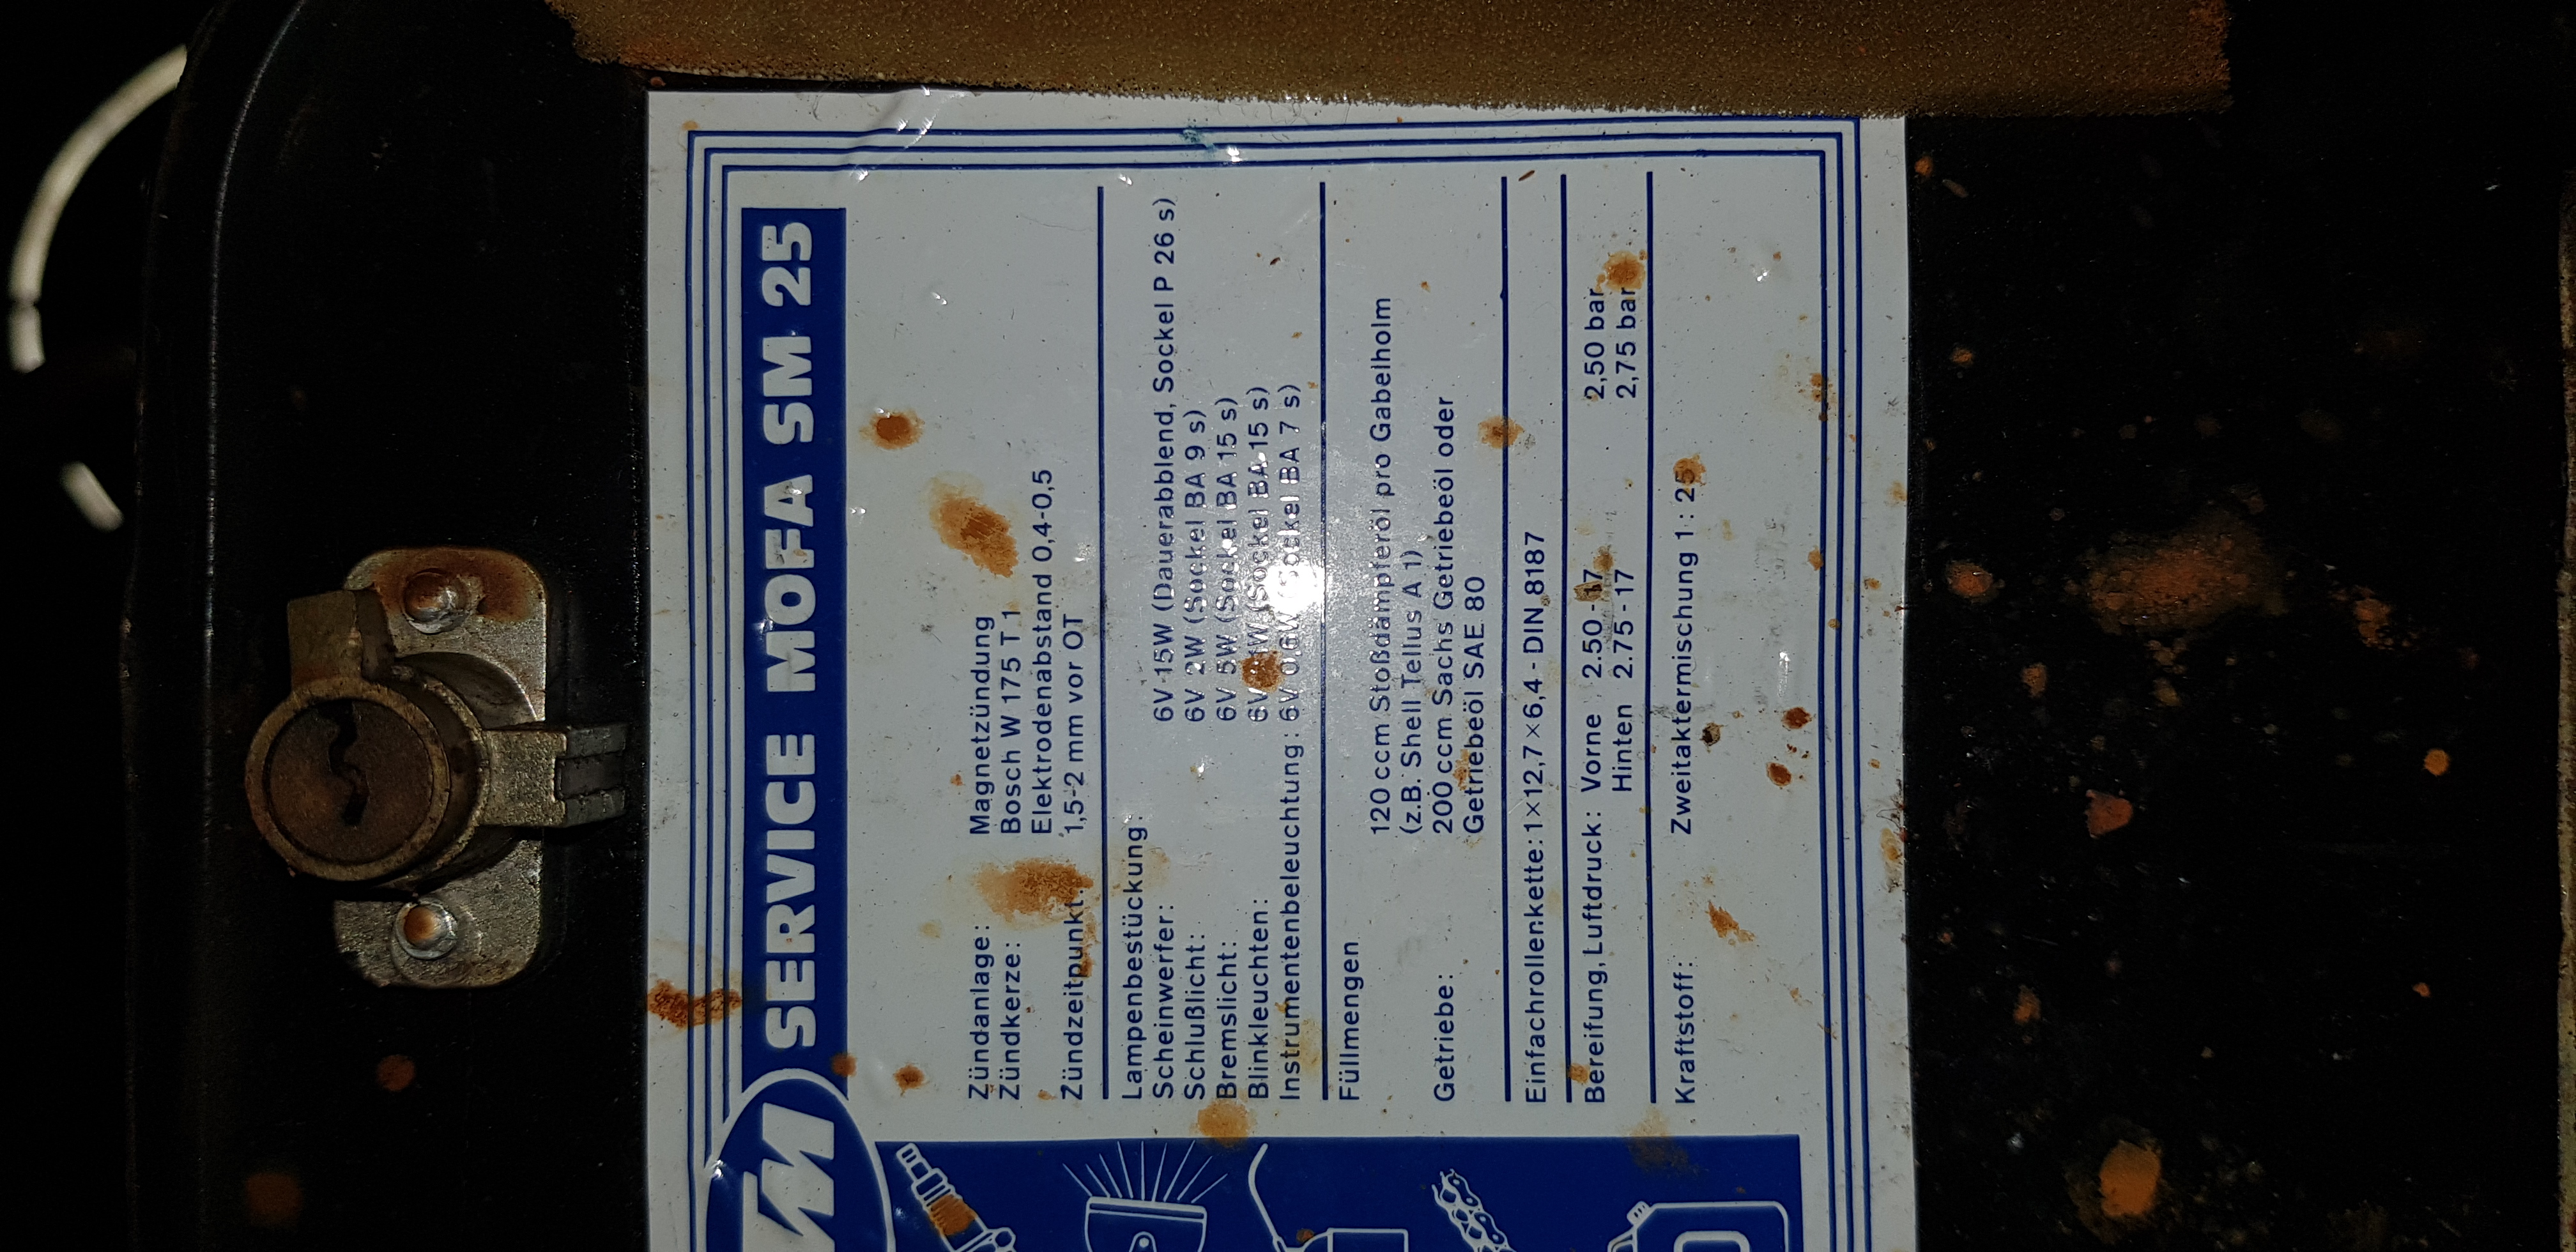 SERVICE MOFA SM 25
Zündanlage: Magnetzündung
Zündkerze: Bosch W 175 T 1
Elektrodenabstand 0,4-0,5
Zündzeitpunkt: 1,5-2 mm vor OT
Lampenbestückung:
Scheinwerfer: 6V 15W (Dauerabblend, Sockel P 26 s)
Schlußlicht: 6V 2W (Sockel BA 9 s)
Bremslicht: 6V 5W (Sockel BA 15 s)
Blinkleuchten: 6V (Sockel BA 15 s)
Instrumentenbeleuchtung: 6V 0,6W (Sockel BA 7 s)
Füllmengen
120 ccm Stoßdämpferöl pro Gabelholm
(z.B. Shell Tellus A 1)
Getriebe: 200 ccm Sachs Getriebeöl oder
Getriebeöl SAE 80
Einfachrollenkette: 1×12,7×6,4 - DIN 8187
Bereifung, Luftdruck: Vorne 2.50-17 2,50 bar
Hinten 2.75-17 2,75 bar
Kraftstoff: Zweitaktermischung 1 : 25